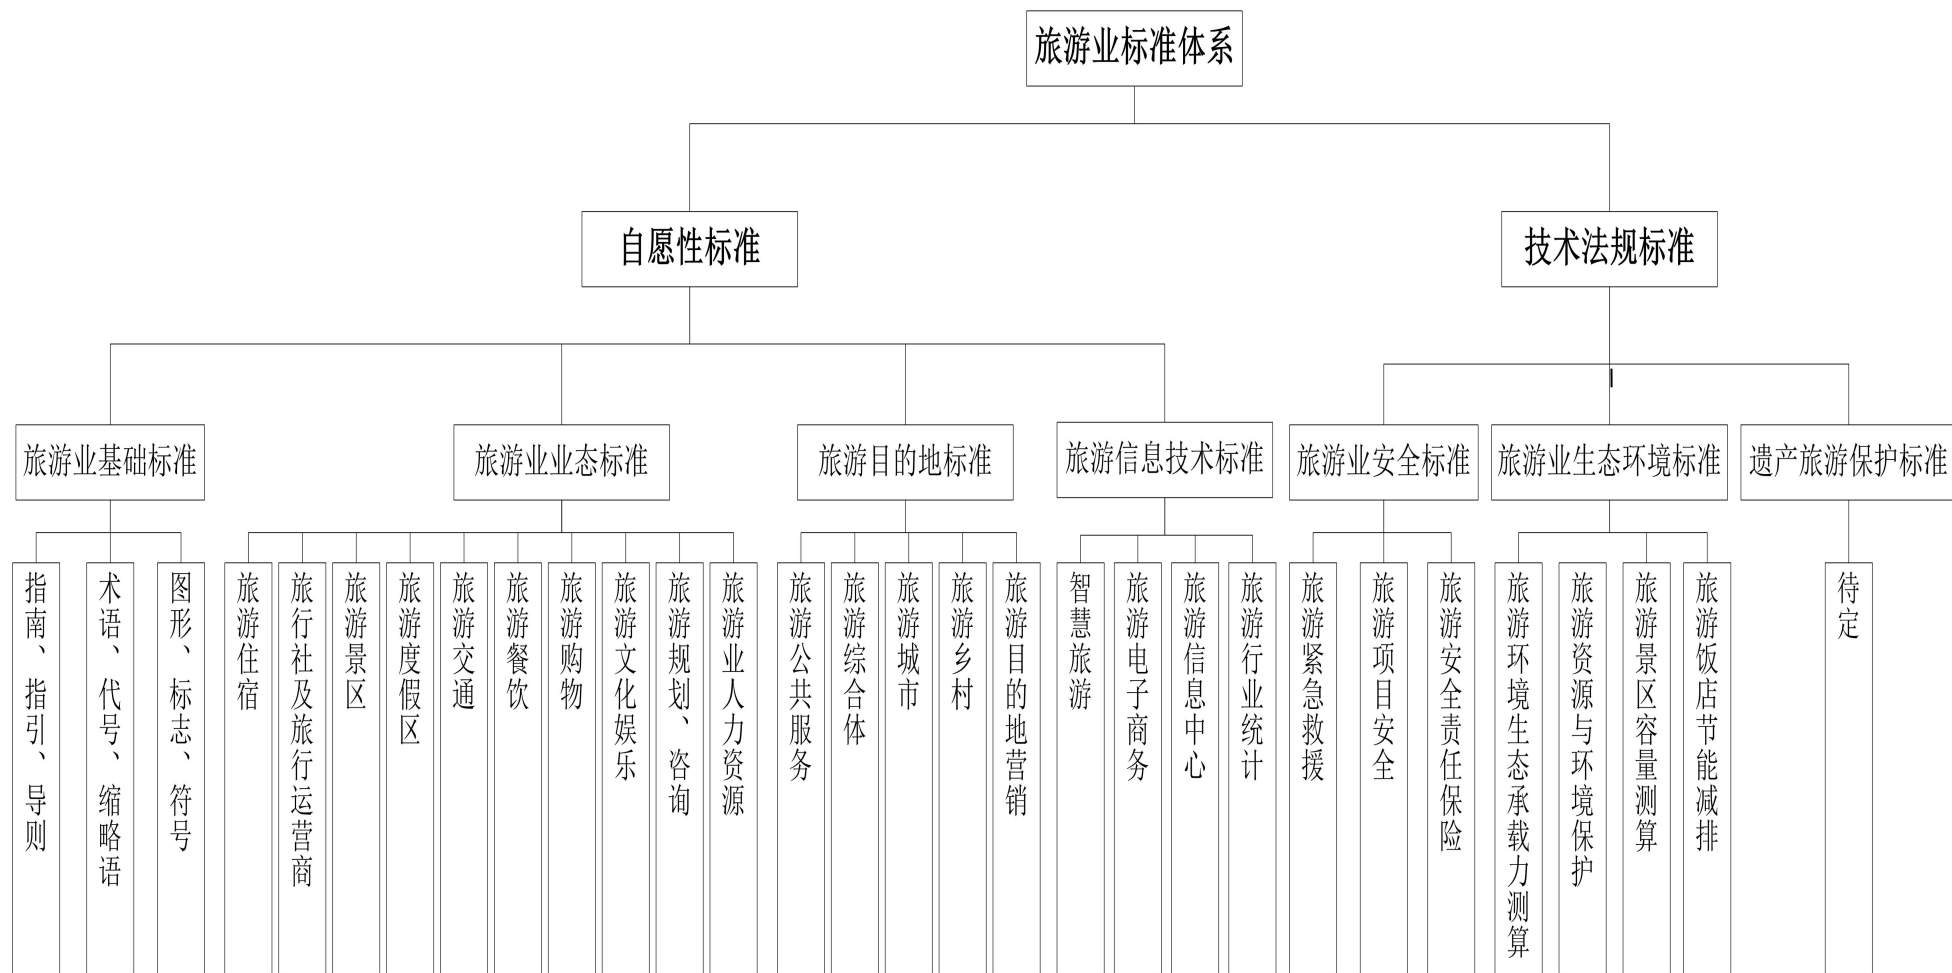 旅游业标准体系
自愿性标准
技术法规标准
旅游业基础标准
旅游业业态标准
旅游目的地标准
旅游信息技术标准
旅游业安全标准
旅游业生态环境标准
遗产旅游保护标准
指南、指引、导则
术语、代号、缩略语
图形、标志、符号
旅游住宿
旅行社及旅行运营商
旅游景区
旅游度假区
旅游交通
旅游餐饮
旅游购物
旅游文化娱乐
旅游规划、咨询
旅游业人力资源
旅游公共服务
旅游综合体
旅游城市
旅游乡村
旅游目的地营销
智慧旅游
旅游电子商务
旅游信息中心
旅游行业统计
旅游紧急救援
旅游项目安全
旅游安全责任保险
旅游环境生态承载力测算
旅游资源与环境保护
旅游景区容量测算
旅游饭店节能减排
待定